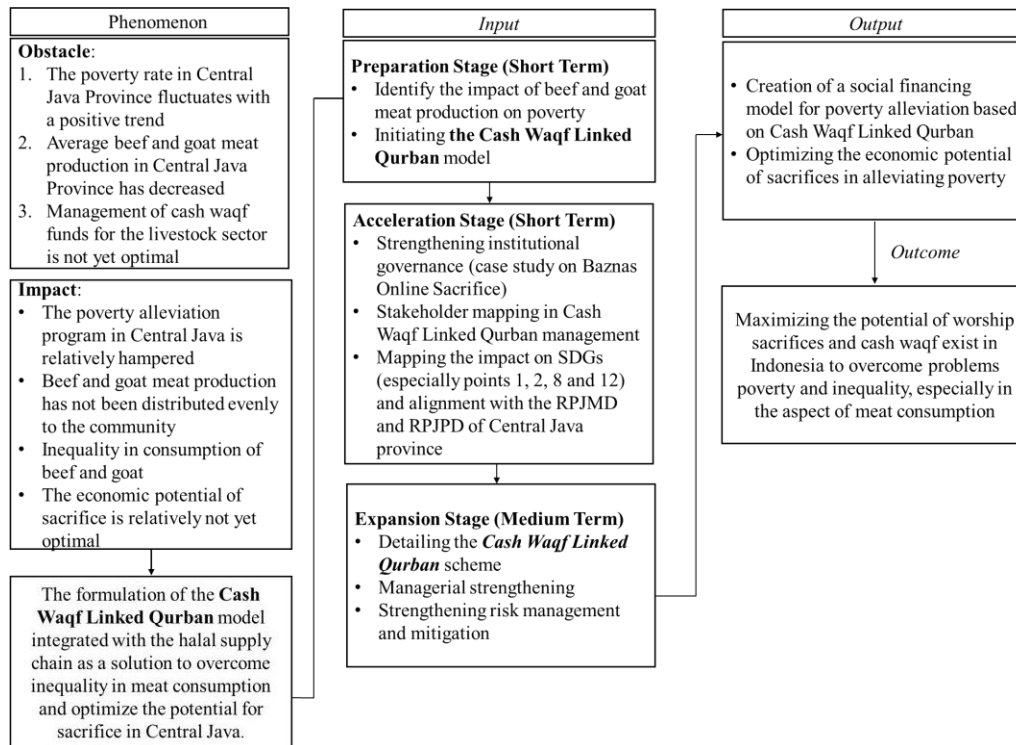 Phenomenon
Obstacle:
1. The poverty rate in Central
Java Province fluctuates with
a positive trend
2. Average beef and goat meat
production in Central Java
Province has decreased
3. Management of cash waqf
funds for the livestock sector
is not yet optimal
Impact:
• The poverty alleviation
program in Central Java is
relatively hampered
• Beef and goat meat production
has not been distributed evenly
to the community
• Inequality in consumption of
beef and goat
• The economic potential of
sacrifice is relatively not yet
optimal
The formulation of the Cash
Waqf Linked Qurban model
integrated with the halal supply
chain as a solution to overcome
inequality in meat consumption
and optimize the potential for
sacrifice in Central Java.
Input
Preparation Stage (Short Term)
• Identify the impact of beef and goat
meat production on poverty
• Initiating the Cash Waqf Linked
Qurban model
Acceleration Stage (Short Term)
• Strengthening institutional
governance (case study on Baznas
Online Sacrifice)
• Stakeholder mapping in Cash
Waqf Linked Qurban management
• Mapping the impact on SDGs
(especially points 1, 2, 8 and 12)
and alignment with the RPJMD
and RPJPD of Central Java
province
Expansion Stage (Medium Term)
• Detailing the Cash Waqf Linked
Qurban scheme
• Managerial strengthening
• Strengthening risk management
and mitigation
Output
• Creation of a social financing
model for poverty alleviation based
on Cash Waqf Linked Qurban
• Optimizing the economic potential
of sacrifices in alleviating poverty
Outcome
Maximizing the potential of worship
sacrifices and cash waqf exist in
Indonesia to overcome problems
poverty and inequality, especially in
the aspect of meat consumption